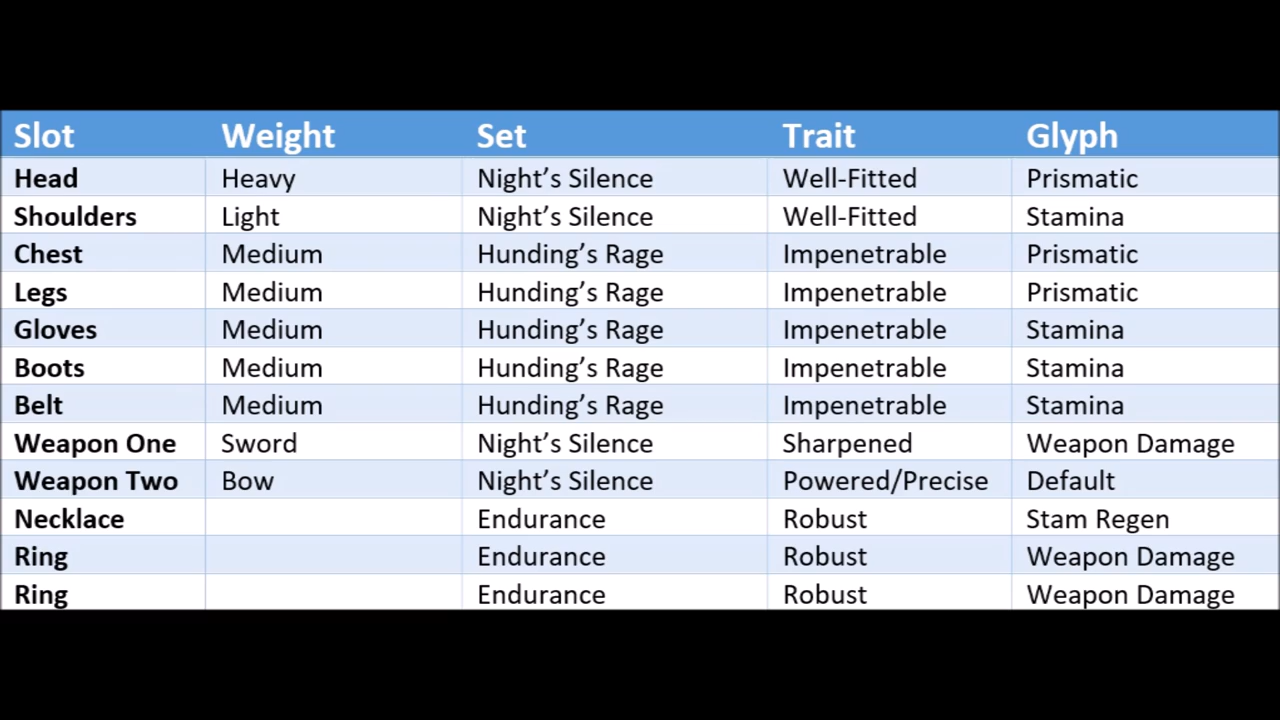 Slot Weight Set Trait Glyph
Head Heavy Night's Silence Well-Fitted Prismatic
Shoulders Light Night's Silence Well-Fitted Stamina
Chest Medium Hunding's Rage Impenetrable Prismatic
Legs Medium Hunding's Rage Impenetrable Prismatic
Gloves Medium Hunding's Rage Impenetrable Stamina
Boots Medium Hunding's Rage Impenetrable Stamina
Belt Medium Hunding's Rage Impenetrable Stamina
Weapon One Sword Night's Silence Sharpened Weapon Damage
Weapon Two Bow Night's Silence Powered/Precise Default
Necklace Endurance Robust Stam Regen
Ring Endurance Robust Weapon Damage
Ring Endurance Robust Weapon Damage